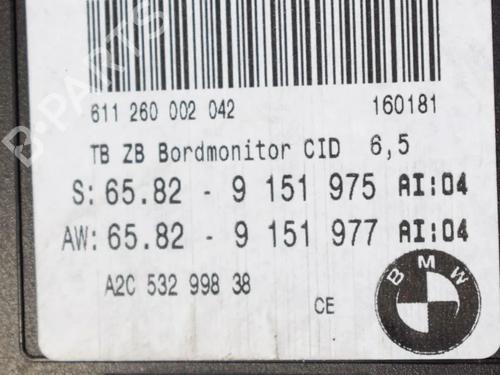 611 260 002 042 160181
TB ZB Bordmonitor CID 6,5
S: 65.82 - 9 151 975 AI:04
AW: 65.82 - 9 151 977 AI:04
A2C 532 998 38
CE
BMW
B-PARTS